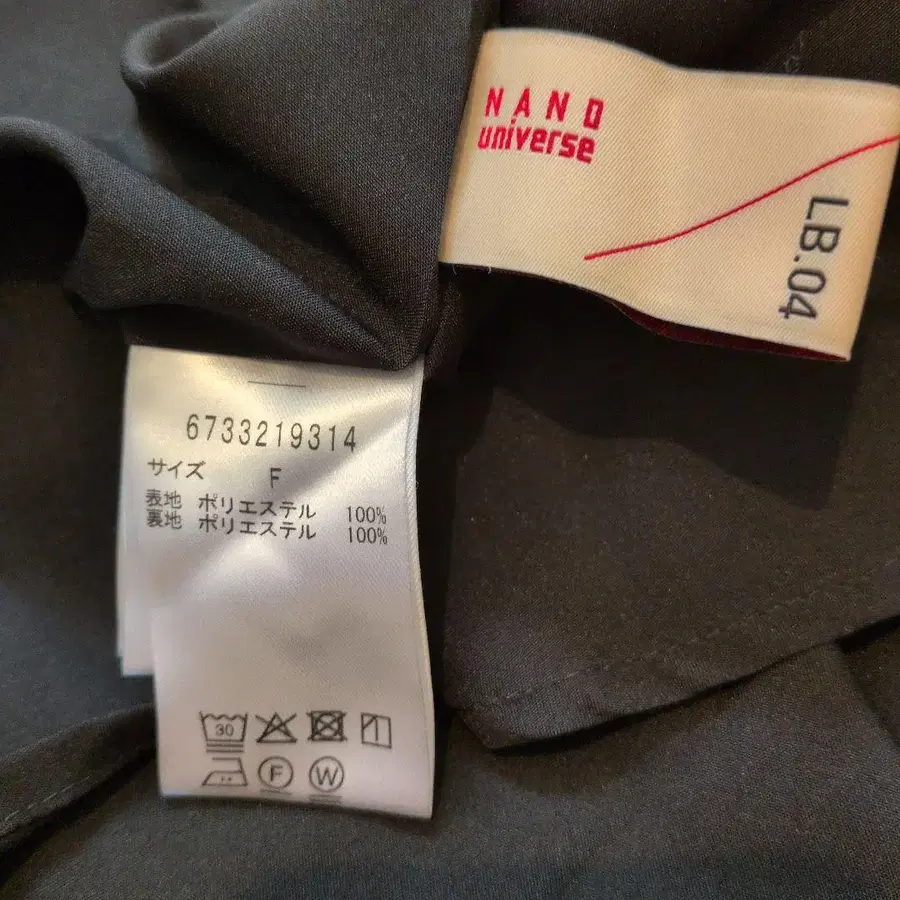 NANO
universe
LB.04
6733219314
サイズ F
表地 ポリエステル 100%
裏地 ポリエステル 100%
30
F W